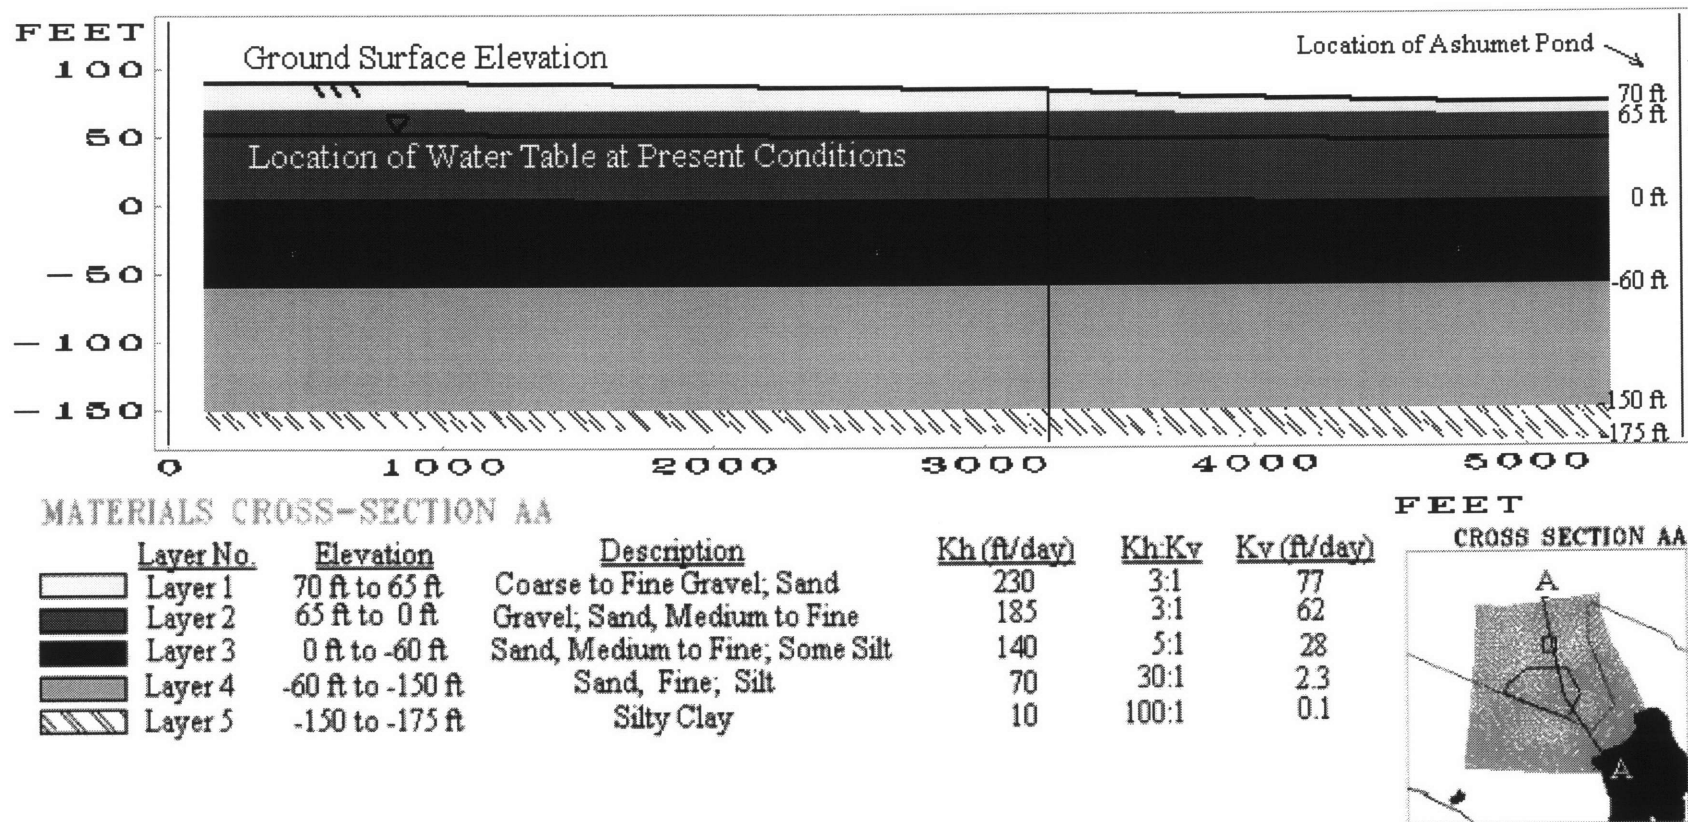 FEET
Location of Ashumet Pond
Ground Surface Elevation
100
70 ft
65 ft
50
Location of Water Table at Present Conditions
0
0 ft
-50
-60 ft
-100
-150
-150 ft
-175 ft
0 1000 2000 3000 4000 5000
FEET
MATERIALS CROSS-SECTION AA
Layer No. Elevation Description Kh (ft/day) Kh:Kv Kv (ft/day)
Layer 1 70 ft to 65 ft Coarse to Fine Gravel; Sand 230 3:1 77
Layer 2 65 ft to 0 ft Gravel; Sand, Medium to Fine 185 3:1 62
Layer 3 0 ft to -60 ft Sand, Medium to Fine; Some Silt 140 5:1 28
Layer 4 -60 ft to -150 ft Sand, Fine; Silt 70 30:1 2.3
Layer 5 -150 to -175 ft Silty Clay 10 100:1 0.1
CROSS SECTION AA
A
A